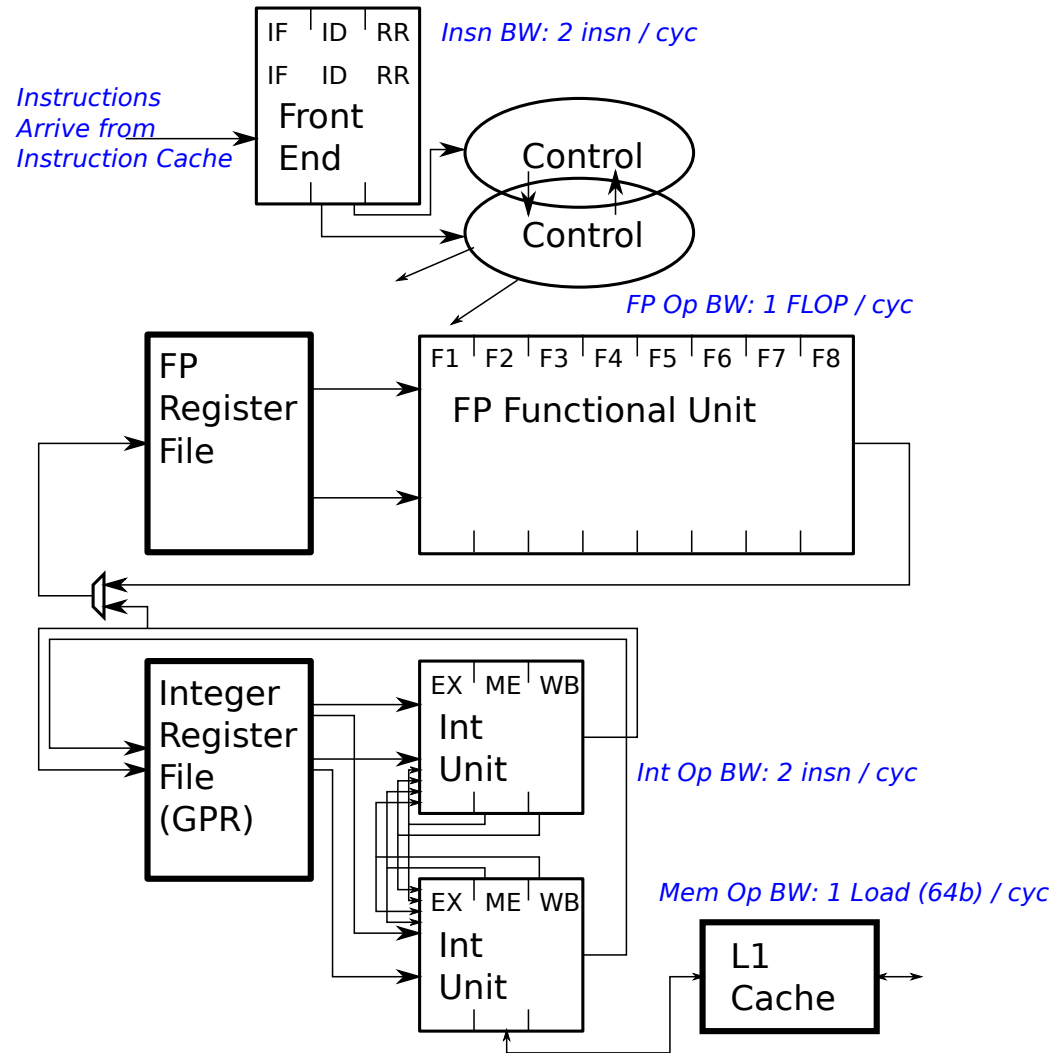 IF ID RR
Insn BW: 2 insn / cyc
IF ID RR
Instructions
Arrive from
Instruction Cache
Front
End
Control
Control
FP Op BW: 1 FLOP / cyc
FP
Register
File
F1 F2 F3 F4 F5 F6 F7 F8
FP Functional Unit
Integer
Register
File
(GPR)
EX ME WB
Int
Unit
Int Op BW: 2 insn / cyc
EX ME WB
Int
Unit
Mem Op BW: 1 Load (64b) / cyc
L1
Cache